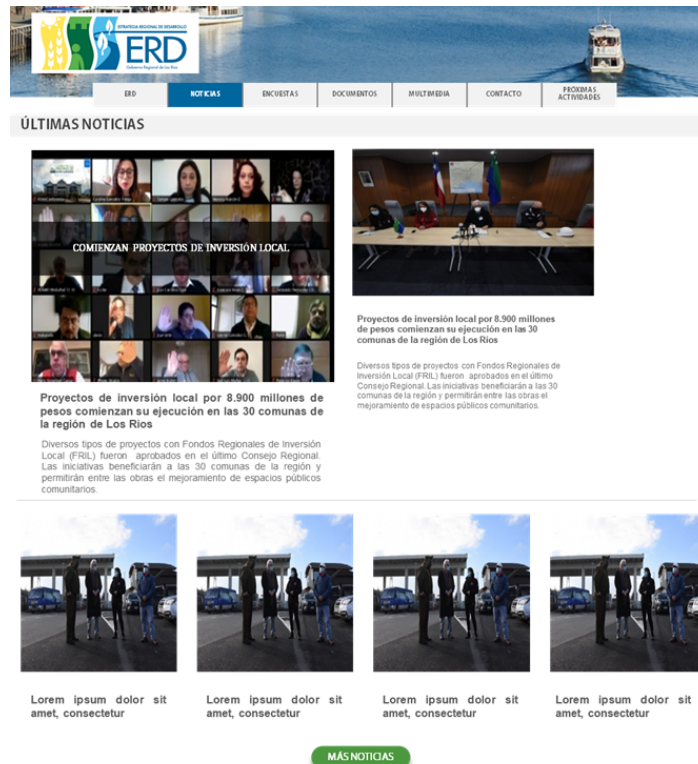 ESTRATEGIA REGIONAL DE DESARROLLO
ERD
Gobierno Regional de Los Ríos
ERD
NOTICIAS
ENCUESTAS
DOCUMENTOS
MULTIMEDIA
CONTACTO
PRÓXIMAS
ACTIVIDADES
ÚLTIMAS NOTICIAS
COMIENZAN PROYECTOS DE INVERSIÓN LOCAL
Proyectos de inversión local por 8.900 millones de
pesos comienzan su ejecución en las 30 comunas de
la región de Los Ríos
Diversos tipos de proyectos con Fondos Regionales de Inversión
Local (FRIL) fueron aprobados en el último Consejo Regional.
Las iniciativas beneficiarán a las 30 comunas de la región y
permitirán entre las obras el mejoramiento de espacios públicos
comunitarios.
Proyectos de inversión local por 8.900 millones
de pesos comienzan su ejecución en las 30
comunas de la región de Los Ríos
Diversos tipos de proyectos con Fondos Regionales de
Inversión Local (FRIL) fueron aprobados en el último
Consejo Regional. Las iniciativas beneficiarán a las 30
comunas de la región y permitirán entre las obras el
mejoramiento de espacios públicos comunitarios.
Lorem ipsum dolor sit
amet, consectetur
Lorem ipsum dolor sit
amet, consectetur
Lorem ipsum dolor sit
amet, consectetur
Lorem ipsum dolor sit
amet, consectetur
MÁS NOTICIAS